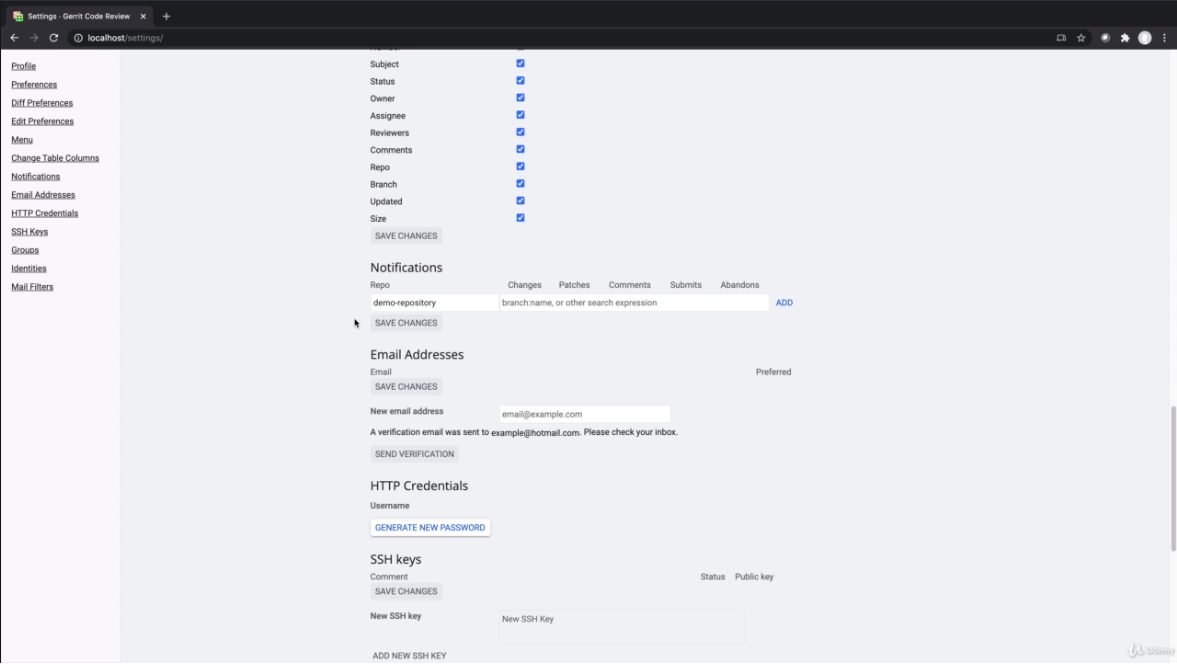 Settings · Gerrit Code Review
localhost/settings/
Profile
Preferences
Diff Preferences
Edit Preferences
Menu
Change Table Columns
Notifications
Email Addresses
HTTP Credentials
SSH Keys
Groups
Identities
Mail Filters
Number
Subject
Status
Owner
Assignee
Reviewers
Comments
Repo
Branch
Updated
Size
SAVE CHANGES
Notifications
Repo Changes Patches Comments Submits Abandons
demo-repository branch:name, or other search expression ADD
SAVE CHANGES
Email Addresses
Email Preferred
SAVE CHANGES
New email address email@example.com
A verification email was sent to example@hotmail.com. Please check your inbox.
SEND VERIFICATION
HTTP Credentials
Username
GENERATE NEW PASSWORD
SSH keys
Comment Status Public key
SAVE CHANGES
New SSH key New SSH Key
ADD NEW SSH KEY
Udemy